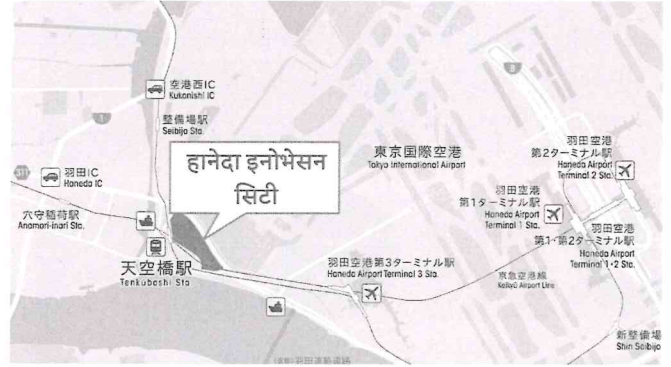 8
空港西IC
Kukonishi IC
1
整備場駅
Seibijo Sta.
羽田空港
第2ターミナル駅
Haneda Airport
Terminal 2 Sta.
हानेदा इनोभेसन
सिटी
東京国際空港
Tokyo International Airport
311
羽田IC
Haneda IC
羽田空港
第1ターミナル駅
Haneda Airport
Terminal 1 Sta.
穴守稲荷駅
Anamori-inari Sta.
羽田空港
第1・第2ターミナル駅
Haneda Airport
Terminal 1・2 Sta.
天空橋駅
Tenkubashi Sta.
羽田空港第3ターミナル駅
Haneda Airport Terminal 3 Sta.
京急空港線
Keikyū Airport Line
新整備場
Shin Seibijo